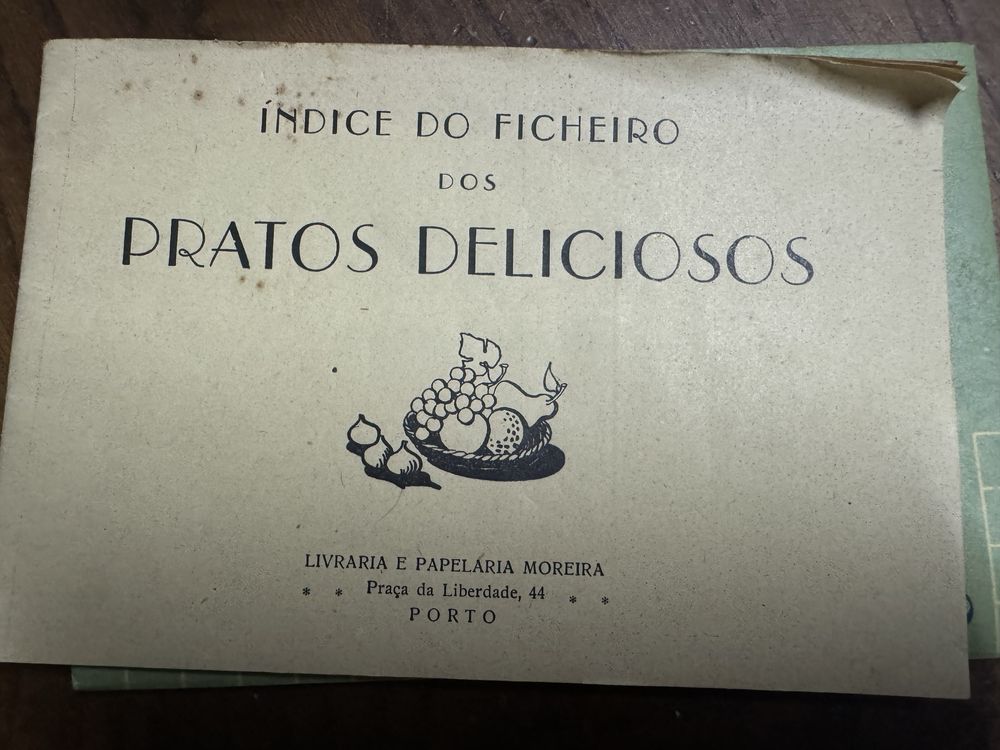 ÍNDICE DO FICHEIRO
DOS
PRATOS DELICIOSOS
LIVRARIA E PAPELARIA MOREIRA
* * Praça da Liberdade, 44 * *
PORTO